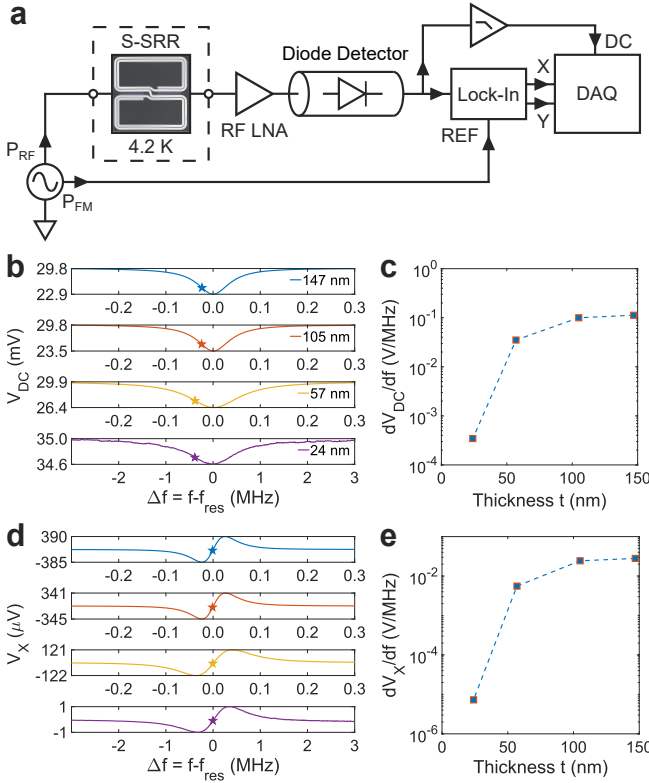 a
S-SRR
4.2 K
P_RF
P_FM
RF LNA
Diode Detector
Lock-In
REF
X
Y
DC
DAQ
b
V_DC (mV)
29.8
22.9
147 nm
-0.2 -0.1 0.0 0.1 0.2 0.3
29.8
23.5
105 nm
-0.2 -0.1 0.0 0.1 0.2 0.3
29.9
26.4
57 nm
-0.2 -0.1 0.0 0.1 0.2 0.3
35.0
34.6
24 nm
-2 -1 0 1 2 3
Δf = f-f_res (MHz)
c
dV_DC/df (V/MHz)
10^0
10^-1
10^-2
10^-3
10^-4
0 50 100 150
Thickness t (nm)
d
V_X (μV)
390
-385
-0.2 -0.1 0.0 0.1 0.2 0.3
341
-345
-0.2 -0.1 0.0 0.1 0.2 0.3
121
-122
-0.2 -0.1 0.0 0.1 0.2 0.3
1
-1
-2 -1 0 1 2 3
Δf = f-f_res (MHz)
e
dV_X/df (V/MHz)
10^-2
10^-4
10^-6
0 50 100 150
Thickness t (nm)